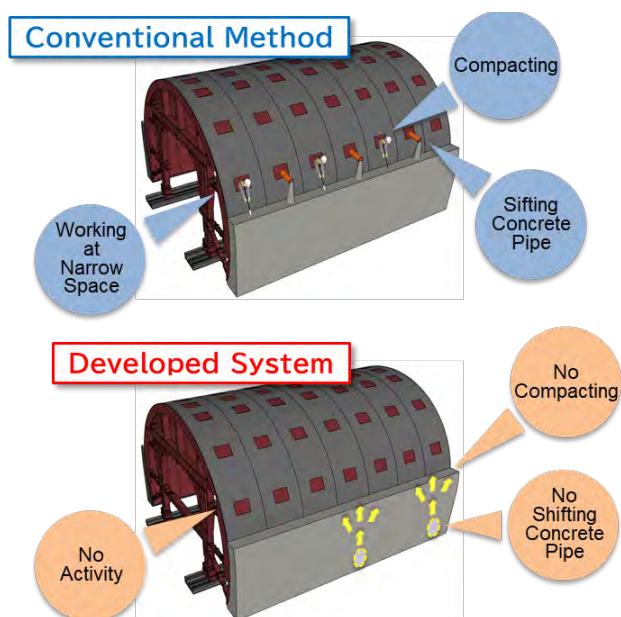 Conventional Method
Compacting
Sifting
Concrete
Pipe
Working
at
Narrow
Space
Developed System
No
Compacting
No
Shifting
Concrete
Pipe
No
Activity